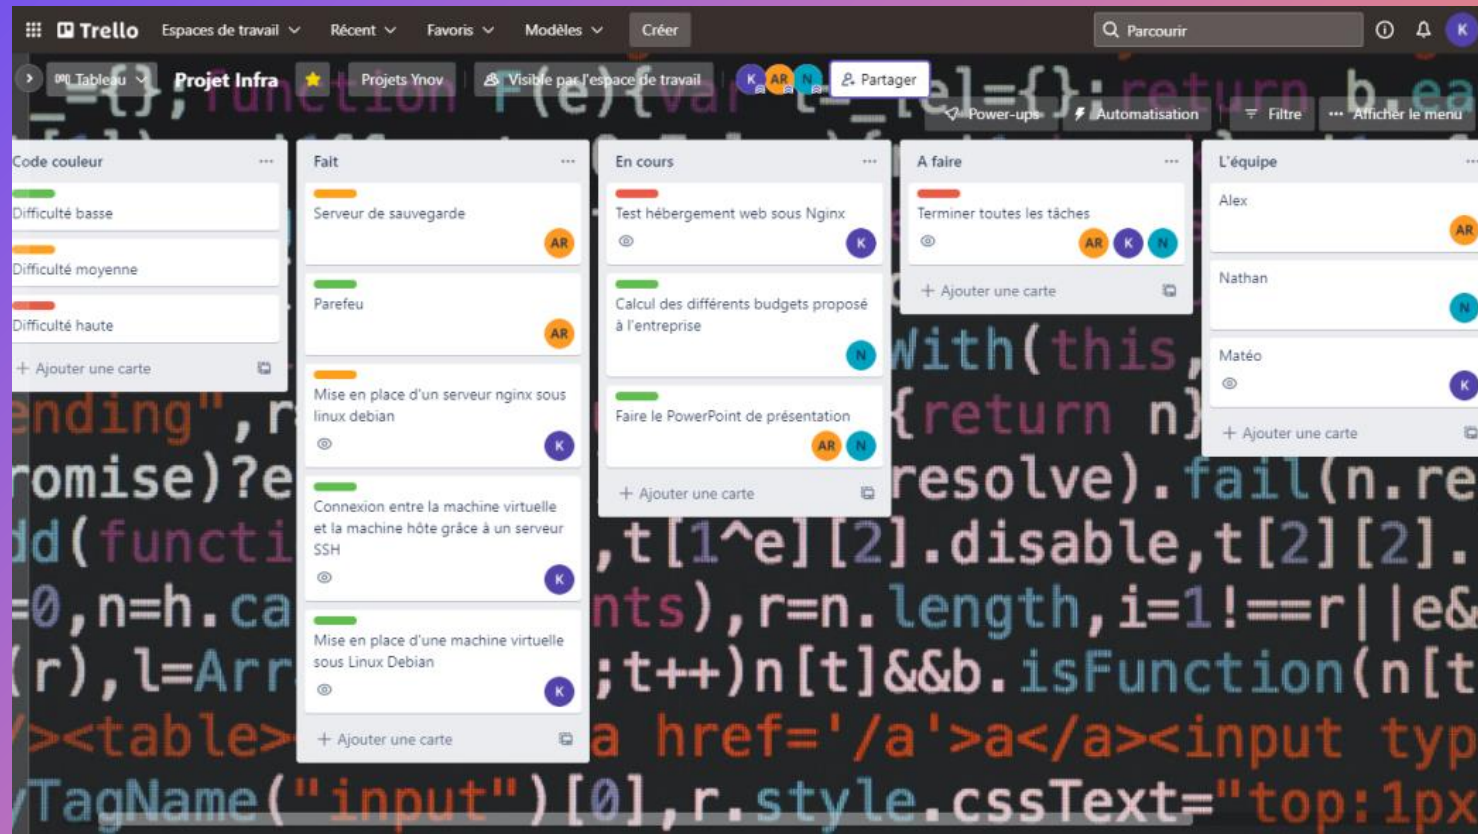 Trello
Espaces de travail
Récent
Favoris
Modèles
Créer
Parcourir
K
Tableau
Projet Infra
Projets Ynov
Visible par l'espace de travail
K
AR
N
Partager
Power-ups
Automatisation
Filtre
Afficher le menu
Code couleur
Difficulté basse
Difficulté moyenne
Difficulté haute
+ Ajouter une carte
Fait
Serveur de sauvegarde
AR
Parefeu
AR
Mise en place d'un serveur nginx sous
linux debian
K
Connexion entre la machine virtuelle
et la machine hôte grâce à un serveur
SSH
K
Mise en place d'une machine virtuelle
sous Linux Debian
K
+ Ajouter une carte
En cours
Test hébergement web sous Nginx
K
Calcul des différents budgets proposé
à l'entreprise
N
Faire le PowerPoint de présentation
AR N
+ Ajouter une carte
A faire
Terminer toutes les tâches
AR K N
+ Ajouter une carte
L'équipe
Alex
AR
Nathan
N
Matéo
K
+ Ajouter une carte
With(this,
ending",r
{return n}
romise)?e
resolve).fail(n.re
dd(functi
,t[1^e][2].disable,t[2][2].
=0,n=h.ca
nts),r=n.length,i=1!==r||e&
(r),l=Arr
;t++)n[t]&&b.isFunction(n[t
/><table>
a href='/a'>a</a><input typ
yTagName("input")[0],r.style.cssText="top:1px